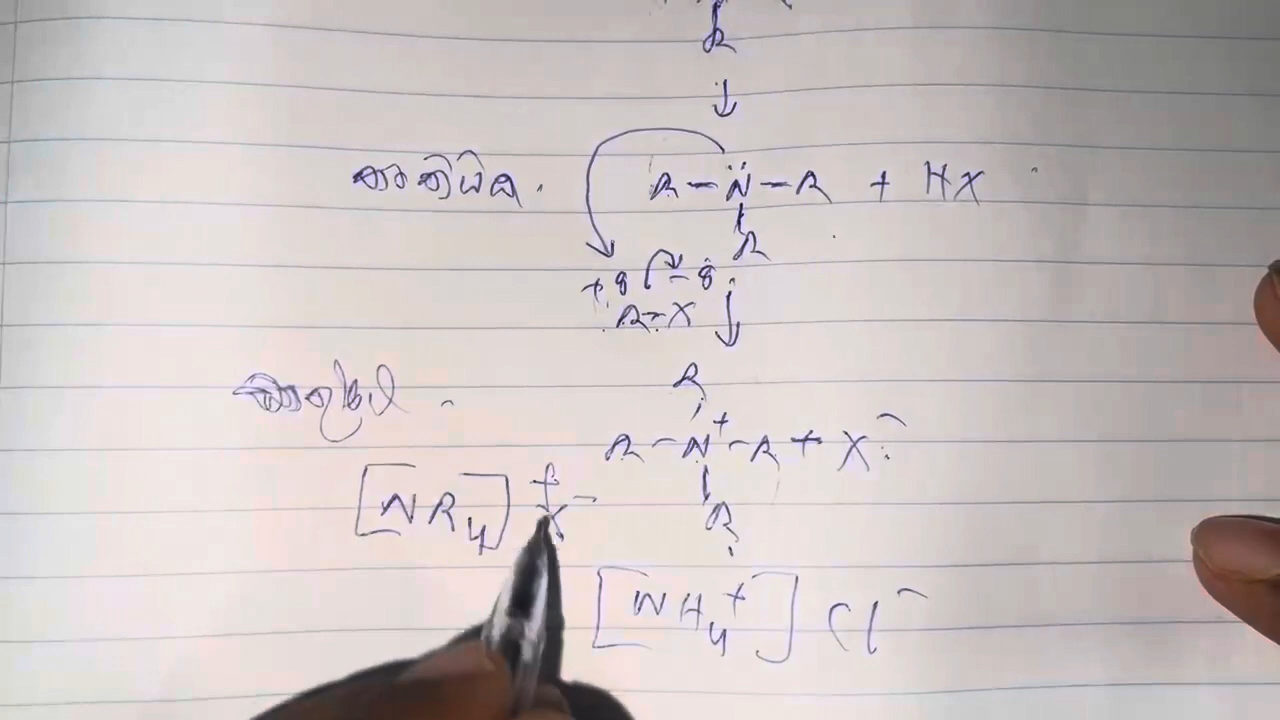 R
↓
තෘතීයික. R-N̈-R + HX
R
+δ -δ
R-X
↓
R
R-N⁺-R + X⁻
[NR₄]⁺X⁻
R
[NH₄⁺] Cl⁻